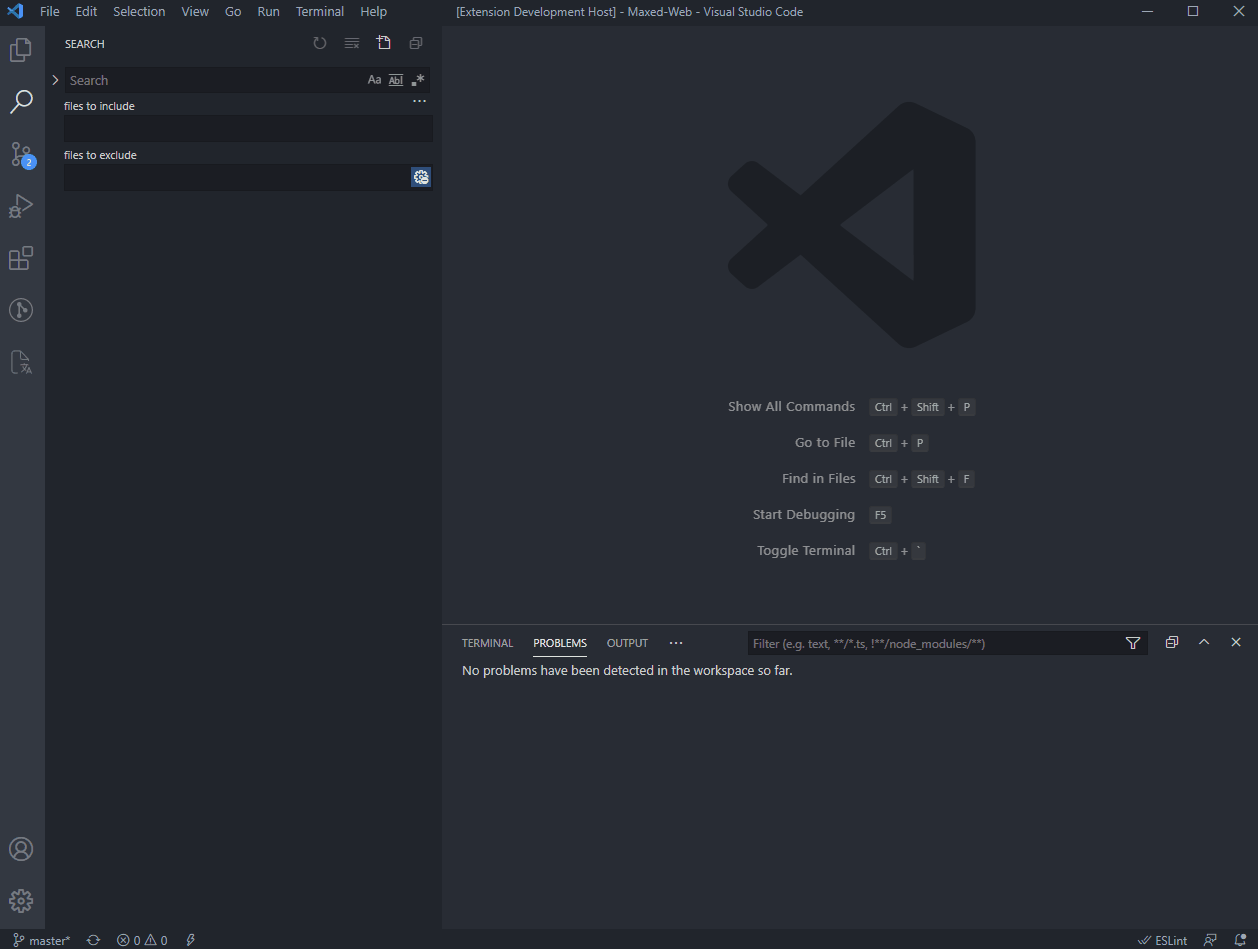 File Edit Selection View Go Run Terminal Help [Extension Development Host] - Maxed-Web - Visual Studio Code
SEARCH
Search Aa Abl .*
files to include
files to exclude
2
Show All Commands Ctrl + Shift + P
Go to File Ctrl + P
Find in Files Ctrl + Shift + F
Start Debugging F5
Toggle Terminal Ctrl + `
TERMINAL PROBLEMS OUTPUT ··· Filter (e.g. text, **/*.ts, !**/node_modules/**)
No problems have been detected in the workspace so far.
master* 0 0 ESLint